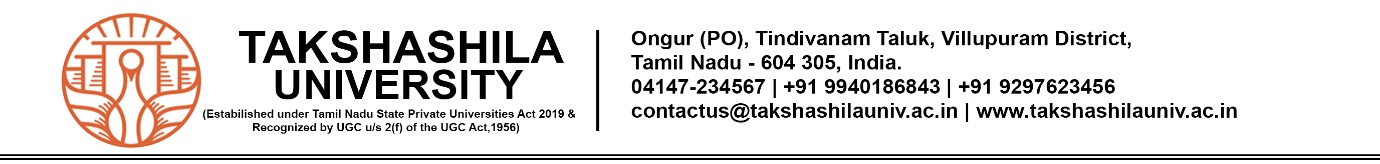 TAKSHASHILA
UNIVERSITY
(Estabilished under Tamil Nadu State Private Universities Act 2019 &
Recognized by UGC u/s 2(f) of the UGC Act,1956)
Ongur (PO), Tindivanam Taluk, Villupuram District,
Tamil Nadu - 604 305, India.
04147-234567 | +91 9940186843 | +91 9297623456
contactus@takshashilauniv.ac.in | www.takshashilauniv.ac.in